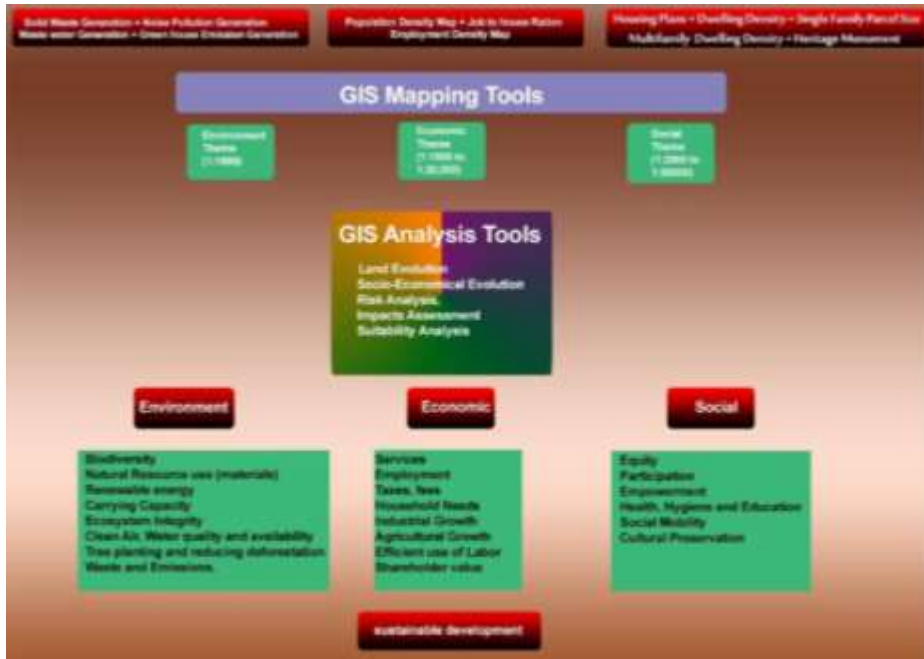 Solid Waste Generation + Noise Pollution Generation
Waste water Generation + Green house Emission Generation
Population Density Map + Job to house Ration
Employment Density Map
Housing Plans + Dwelling Density + Single Family Parcel Size
Multifamily Dwelling Density + Heritage Monument
GIS Mapping Tools
Environment
Theme
Economic
Theme
Social
Theme
GIS Analysis Tools
Land Evolution
Socio-Economical Evolution
Risk Analysis.
Impacts Assessment
Suitability Analysis
Environment
Economic
Social
Biodiversity
Natural Resource use (materials)
Renewable energy
Carrying Capacity
Ecosystem Integrity
Clean Air, Water quality and availability
Tree planting and reducing deforestation
Waste and Emissions.
Services
Employment
Taxes, fees
Household Needs
Industrial Growth
Agricultural Growth
Efficient use of Labor
Shareholder value
Equity
Participation
Empowerment
Health, Hygiene and Education
Social Mobility
Cultural Preservation
sustainable development